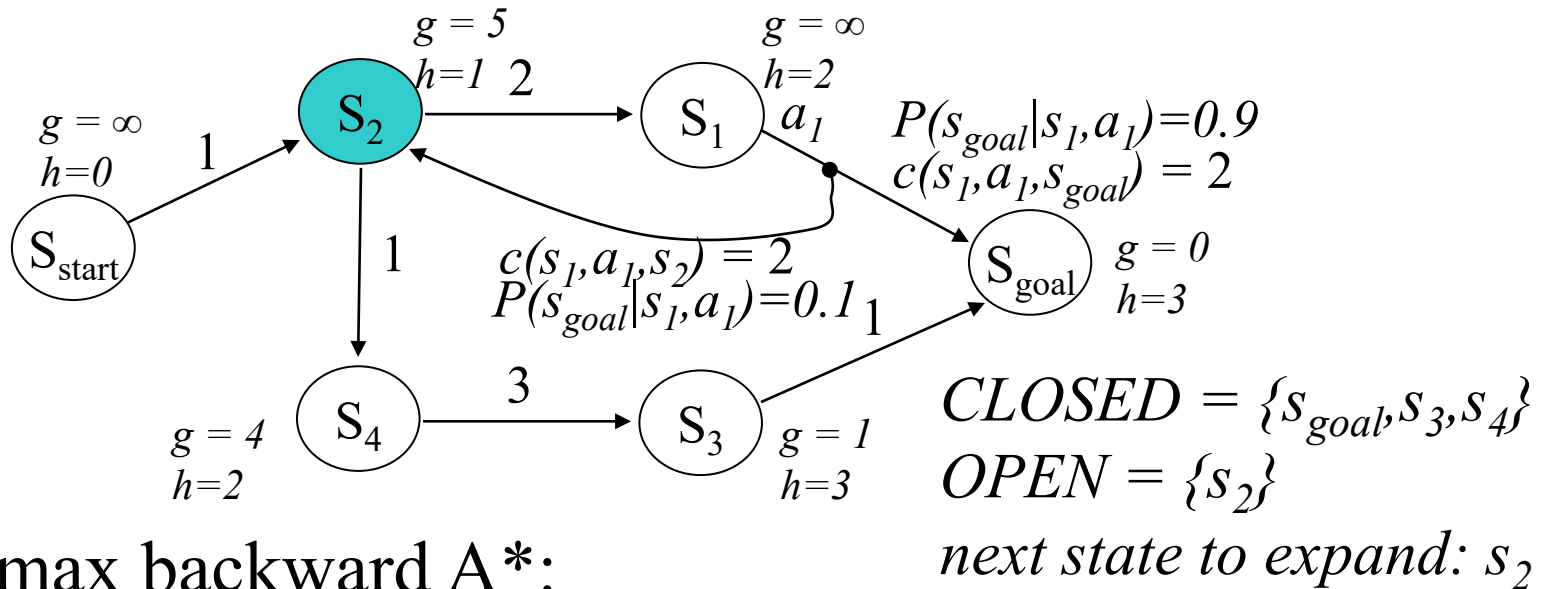 g = 5
h=1
2
g = ∞
h=2
g = ∞
h=0
1
S2
S1
a1
P(sgoal|s1,a1)=0.9
c(s1,a1,sgoal) = 2
Sstart
1
c(s1,a1,s2) = 2
P(sgoal|s1,a1)=0.1
1
Sgoal
g = 0
h=3
S4
3
S3
g = 4
h=2
g = 1
h=3
CLOSED = {sgoal,s3,s4}
OPEN = {s2}
next state to expand: s2
max backward A*: